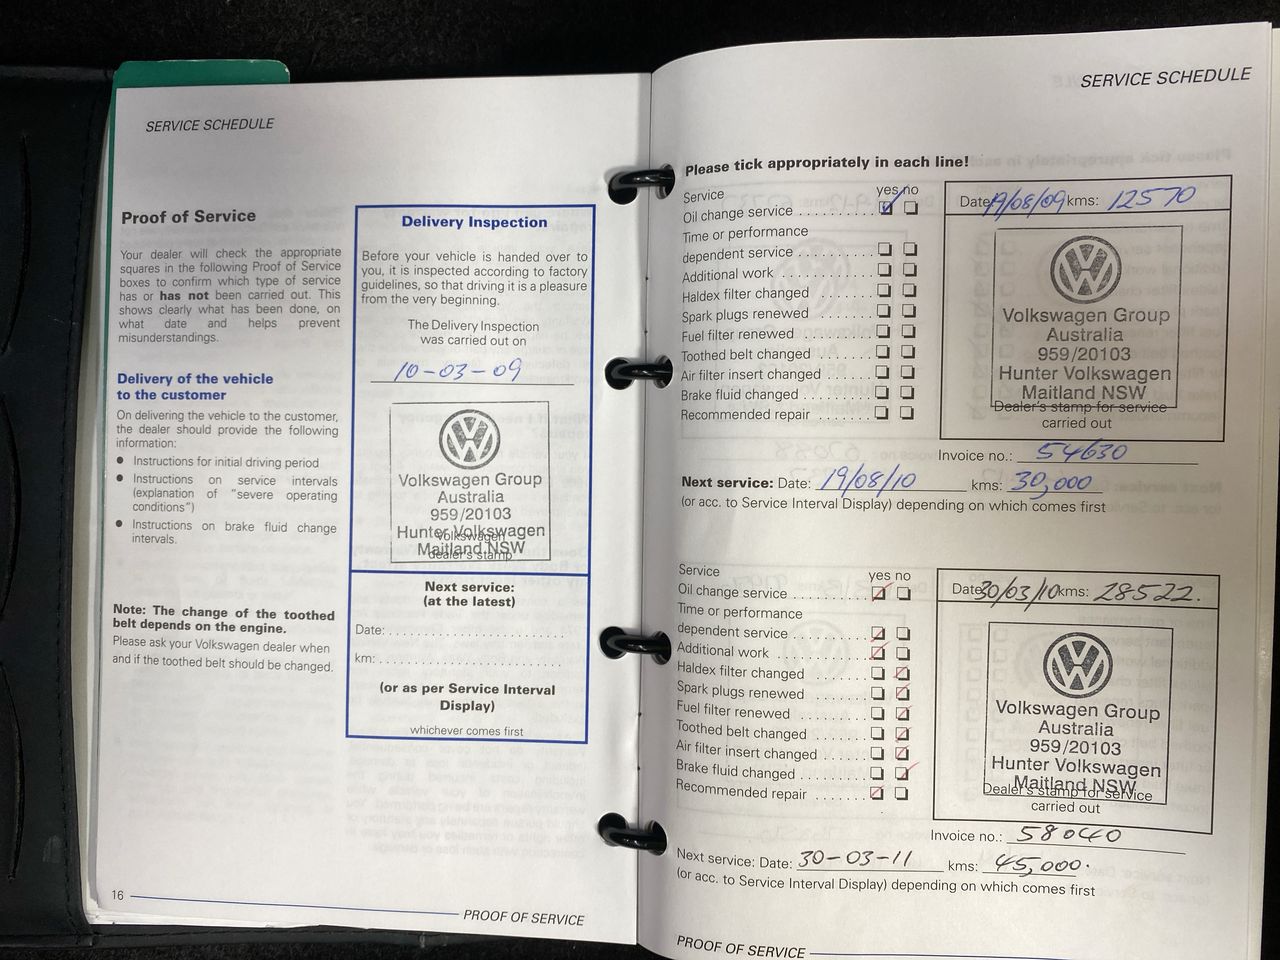 SERVICE SCHEDULE
Proof of Service
Your dealer will check the appropriate
squares in the following Proof of Service
boxes to confirm which type of service
has or has not been carried out. This
shows clearly what has been done, on
what date and helps prevent
misunderstandings.
Delivery of the vehicle
to the customer
On delivering the vehicle to the customer,
the dealer should provide the following
information:
● Instructions for initial driving period
● Instructions on service intervals
(explanation of "severe operating
conditions")
● Instructions on brake fluid change
intervals.
Note: The change of the toothed
belt depends on the engine.
Please ask your Volkswagen dealer when
and if the toothed belt should be changed.
Delivery Inspection
Before your vehicle is handed over to
you, it is inspected according to factory
guidelines, so that driving it is a pleasure
from the very beginning.
The Delivery Inspection
was carried out on
10-03-09
Volkswagen Group
Australia
959/20103
Hunter Volkswagen
Volkswagen
Maitland NSW
dealer's stamp
Next service:
(at the latest)
Date: ..............................
km: ..............................
(or as per Service Interval
Display)
whichever comes first
16
PROOF OF SERVICE
SERVICE SCHEDULE
Please tick appropriately in each line!
Service yes no
Oil change service ..........
Time or performance
dependent service ..........
Additional work ..........
Haldex filter changed ..........
Spark plugs renewed ..........
Fuel filter renewed ..........
Toothed belt changed ..........
Air filter insert changed ..........
Brake fluid changed ..........
Recommended repair ..........
Date: 19/08/09 kms: 12570
Volkswagen Group
Australia
959/20103
Hunter Volkswagen
Maitland NSW
Dealer's stamp for service
carried out
Invoice no.: 54630
Next service: Date: 19/08/10 kms: 30,000
(or acc. to Service Interval Display) depending on which comes first
Service yes no
Oil change service ..........
Time or performance
dependent service ..........
Additional work ..........
Haldex filter changed ..........
Spark plugs renewed ..........
Fuel filter renewed ..........
Toothed belt changed ..........
Air filter insert changed ..........
Brake fluid changed ..........
Recommended repair ..........
Date: 30/03/10 kms: 28522.
Volkswagen Group
Australia
959/20103
Hunter Volkswagen
Maitland NSW
Dealer's stamp for service
carried out
Invoice no.: 58040
Next service: Date: 30-03-11 kms: 45,000.
(or acc. to Service Interval Display) depending on which comes first
PROOF OF SERVICE